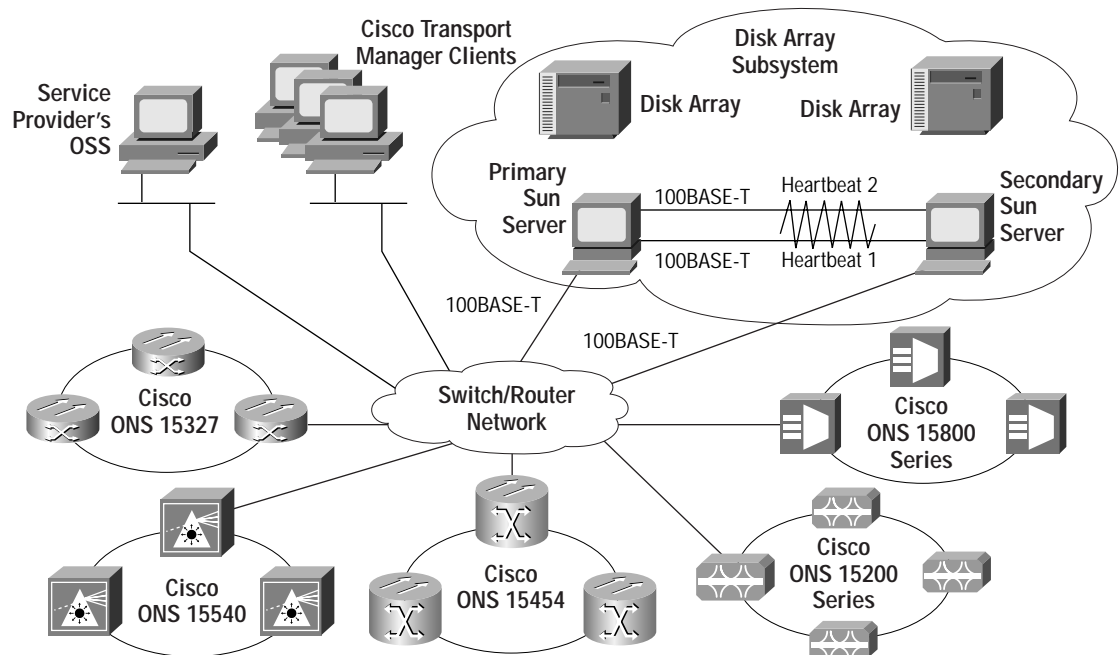 Cisco Transport
Manager Clients
Disk Array
Subsystem
Service
Provider's
OSS
Disk Array
Disk Array
Primary
Sun
Server
100BASE-T
Heartbeat 2
Secondary
Sun
Server
100BASE-T
Heartbeat 1
100BASE-T
100BASE-T
Cisco
ONS 15327
Switch/Router
Network
Cisco
ONS 15800
Series
Cisco
ONS 15540
Cisco
ONS 15454
Cisco
ONS 15200
Series